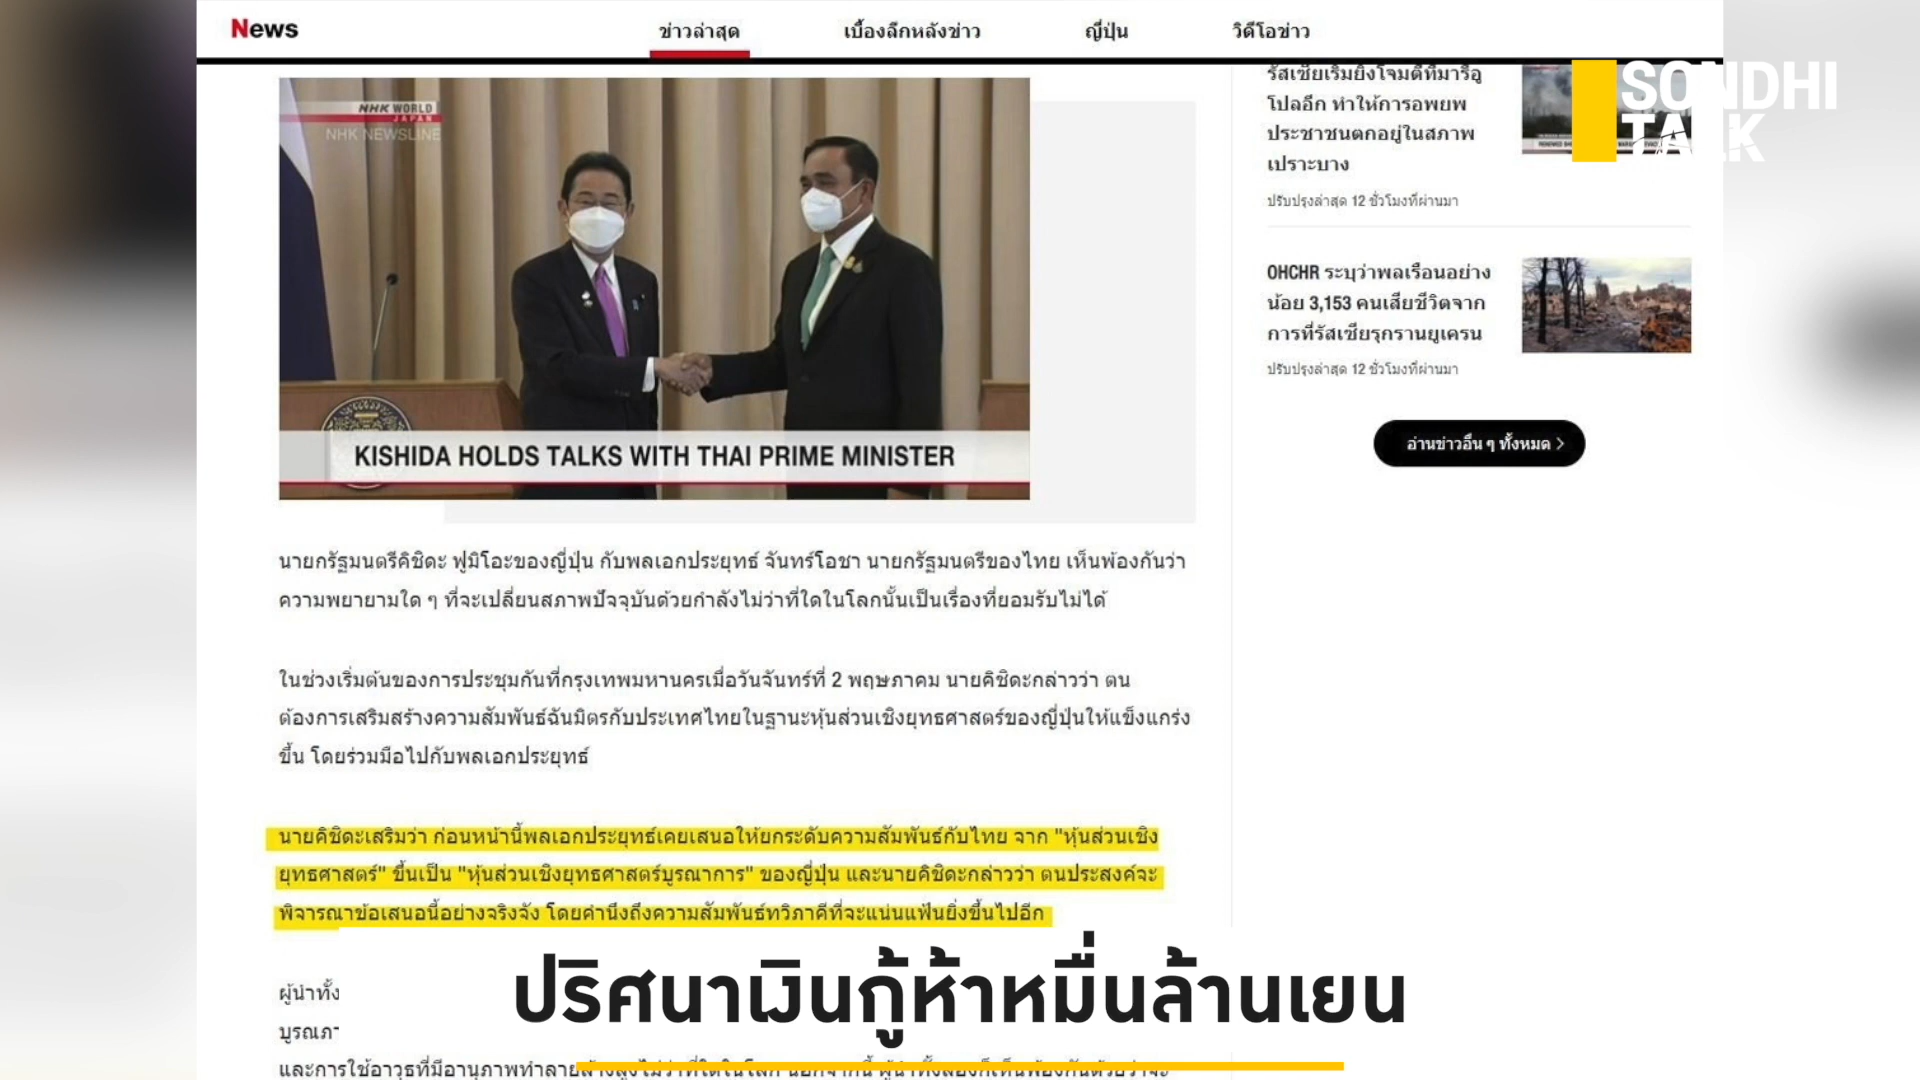 News
ข่าวล่าสุด
เบื้องลึกหลังข่าว
ญี่ปุ่น
วิดีโอข่าว
SONDHI
TALK
NHK WORLD
JAPAN
NHK NEWSLINE
KISHIDA HOLDS TALKS WITH THAI PRIME MINISTER
รัสเซียเริ่มยิงโจมตีที่มารีอู
โปลอีก ทำให้การอพยพ
ประชาชนตกอยู่ในสภาพ
เปราะบาง
ปรับปรุงล่าสุด 12 ชั่วโมงที่ผ่านมา
OHCHR ระบุว่าพลเรือนอย่าง
น้อย 3,153 คนเสียชีวิตจาก
การที่รัสเซียรุกรานยูเครน
ปรับปรุงล่าสุด 12 ชั่วโมงที่ผ่านมา
อ่านข่าวอื่น ๆ ทั้งหมด
นายกรัฐมนตรีคิชิดะ ฟูมิโอะของญี่ปุ่น กับพลเอกประยุทธ์ จันทร์โอชา นายกรัฐมนตรีของไทย เห็นพ้องกันว่า
ความพยายามใด ๆ ที่จะเปลี่ยนสภาพปัจจุบันด้วยกำลังไม่ว่าที่ใดในโลกนั้นเป็นเรื่องที่ยอมรับไม่ได้
ในช่วงเริ่มต้นของการประชุมกันที่กรุงเทพมหานครเมื่อวันจันทร์ที่ 2 พฤษภาคม นายคิชิดะกล่าวว่า ตน
ต้องการเสริมสร้างความสัมพันธ์ฉันมิตรกับประเทศไทยในฐานะหุ้นส่วนเชิงยุทธศาสตร์ของญี่ปุ่นให้แข็งแกร่ง
ขึ้น โดยร่วมมือไปกับพลเอกประยุทธ์
นายคิชิดะเสริมว่า ก่อนหน้านี้พลเอกประยุทธ์เคยเสนอให้ยกระดับความสัมพันธ์กับไทย จาก "หุ้นส่วนเชิง
ยุทธศาสตร์" ขึ้นเป็น "หุ้นส่วนเชิงยุทธศาสตร์บูรณาการ" ของญี่ปุ่น และนายคิชิดะกล่าวว่า ตนประสงค์จะ
พิจารณาข้อเสนอนี้อย่างจริงจัง โดยคำนึงถึงความสัมพันธ์ทวิภาคีที่จะแน่นแฟ้นยิ่งขึ้นไปอีก
ผู้นำทั้ง
บูรณภา
และการใช้อาวุธที่มีอานุภาพทำลาย
ปริศนาเงินกู้ห้าหมื่นล้านเยน